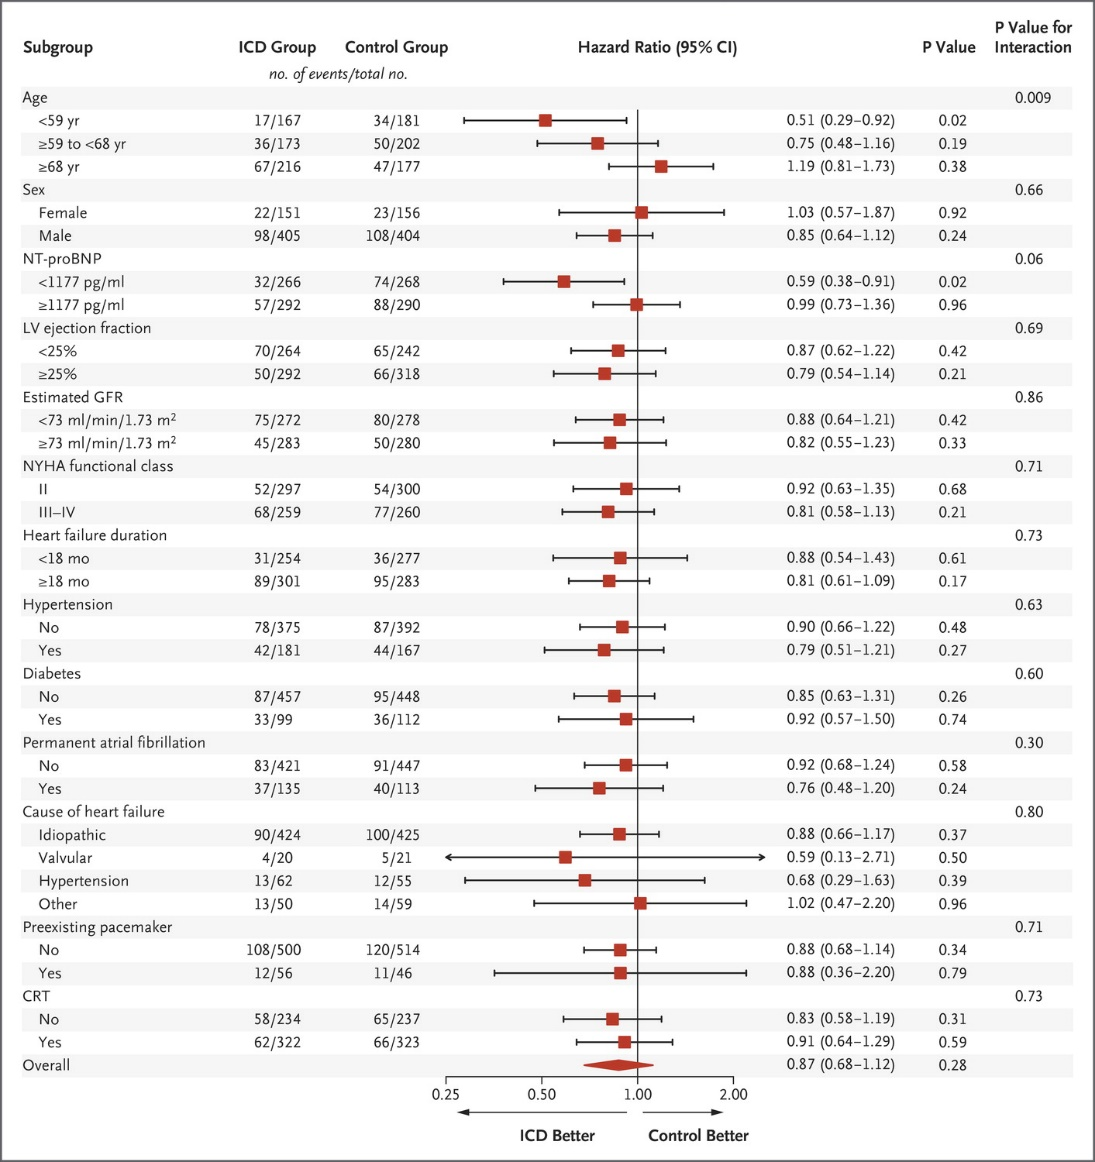 Subgroup ICD Group Control Group Hazard Ratio (95% CI) P Value P Value for Interaction
no. of events/total no.
Age 0.009
<59 yr 17/167 34/181 0.51 (0.29–0.92) 0.02
≥59 to <68 yr 36/173 50/202 0.75 (0.48–1.16) 0.19
≥68 yr 67/216 47/177 1.19 (0.81–1.73) 0.38
Sex 0.66
Female 22/151 23/156 1.03 (0.57–1.87) 0.92
Male 98/405 108/404 0.85 (0.64–1.12) 0.24
NT-proBNP 0.06
<1177 pg/ml 32/266 74/268 0.59 (0.38–0.91) 0.02
≥1177 pg/ml 57/292 88/290 0.99 (0.73–1.36) 0.96
LV ejection fraction 0.69
<25% 70/264 65/242 0.87 (0.62–1.22) 0.42
≥25% 50/292 66/318 0.79 (0.54–1.14) 0.21
Estimated GFR 0.86
<73 ml/min/1.73 m² 75/272 80/278 0.88 (0.64–1.21) 0.42
≥73 ml/min/1.73 m² 45/283 50/280 0.82 (0.55–1.23) 0.33
NYHA functional class 0.71
II 52/297 54/300 0.92 (0.63–1.35) 0.68
III–IV 68/259 77/260 0.81 (0.58–1.13) 0.21
Heart failure duration 0.73
<18 mo 31/254 36/277 0.88 (0.54–1.43) 0.61
≥18 mo 89/301 95/283 0.81 (0.61–1.09) 0.17
Hypertension 0.63
No 78/375 87/392 0.90 (0.66–1.22) 0.48
Yes 42/181 44/167 0.79 (0.51–1.21) 0.27
Diabetes 0.60
No 87/457 95/448 0.85 (0.63–1.31) 0.26
Yes 33/99 36/112 0.92 (0.57–1.50) 0.74
Permanent atrial fibrillation 0.30
No 83/421 91/447 0.92 (0.68–1.24) 0.58
Yes 37/135 40/113 0.76 (0.48–1.20) 0.24
Cause of heart failure 0.80
Idiopathic 90/424 100/425 0.88 (0.66–1.17) 0.37
Valvular 4/20 5/21 0.59 (0.13–2.71) 0.50
Hypertension 13/62 12/55 0.68 (0.29–1.63) 0.39
Other 13/50 14/59 1.02 (0.47–2.20) 0.96
Preexisting pacemaker 0.71
No 108/500 120/514 0.88 (0.68–1.14) 0.34
Yes 12/56 11/46 0.88 (0.36–2.20) 0.79
CRT 0.73
No 58/234 65/237 0.83 (0.58–1.19) 0.31
Yes 62/322 66/323 0.91 (0.64–1.29) 0.59
Overall 0.87 (0.68–1.12) 0.28
0.25 0.50 1.00 2.00
ICD Better Control Better